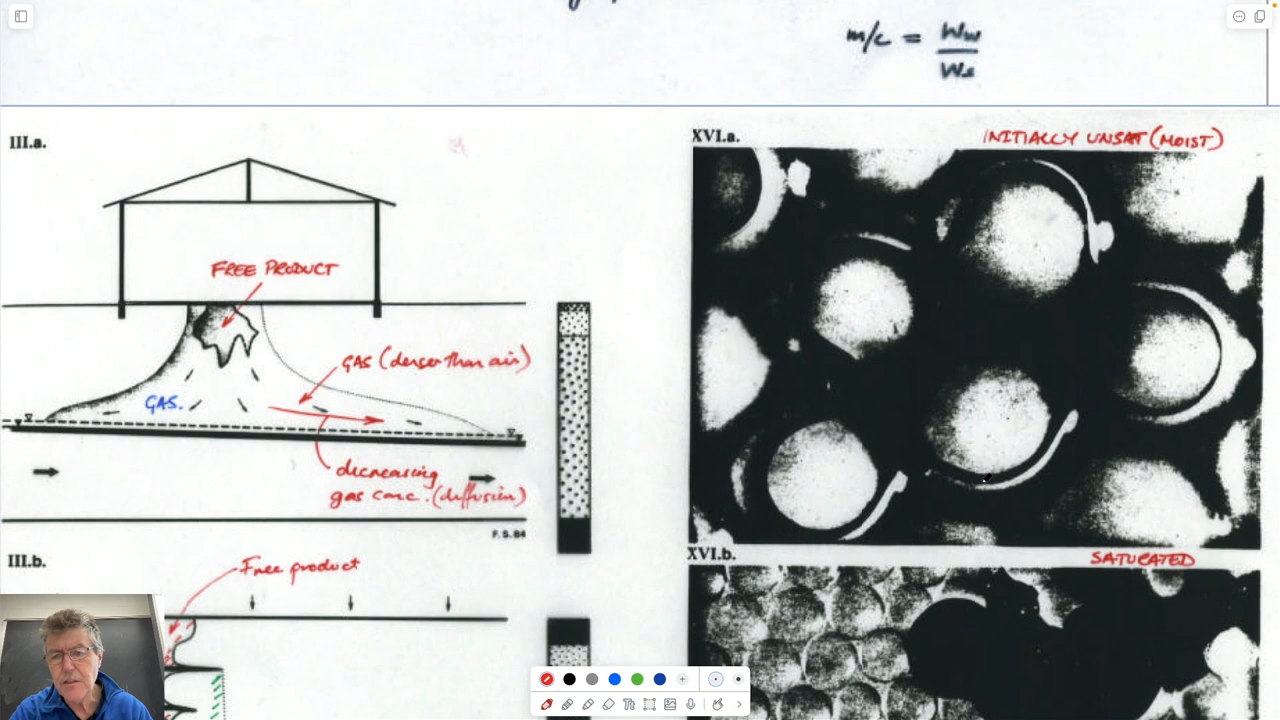 m/c = Ww
Ws
III.a.
XVI.a.
INITIALLY UNSAT (MOIST)
FREE PRODUCT
GAS (denser than air)
GAS.
decreasing
gas conc. (diffusion)
F.S.84
III.b.
XVI.b.
Free product
SATURATED